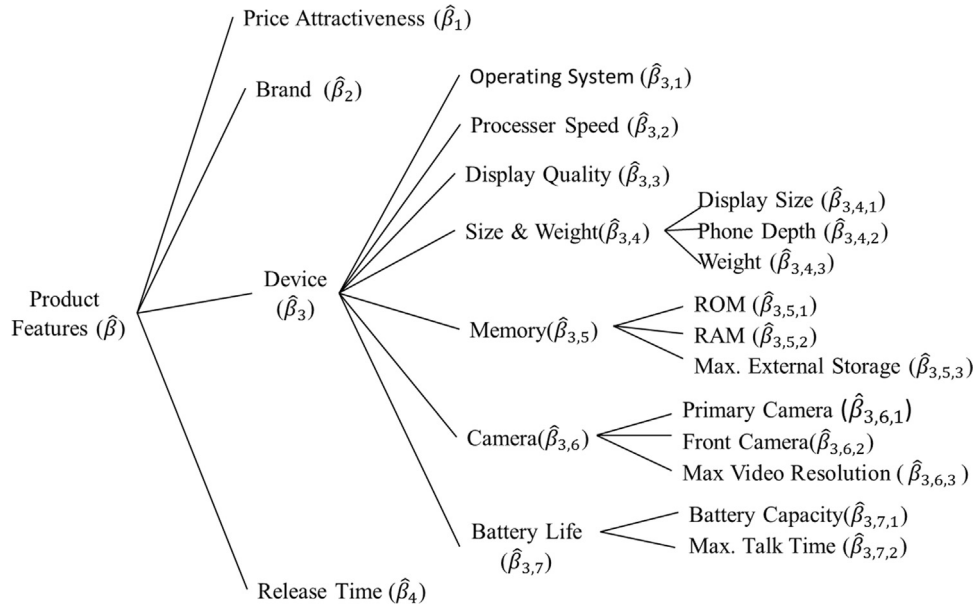 Price Attractiveness (β̂₁)
Brand (β̂₂)
Operating System (β̂₃,₁)
Processer Speed (β̂₃,₂)
Display Quality (β̂₃,₃)
Size & Weight(β̂₃,₄)
Display Size (β̂₃,₄,₁)
Phone Depth (β̂₃,₄,₂)
Weight (β̂₃,₄,₃)
Product
Features (β̂)
Device
(β̂₃)
Memory(β̂₃,₅)
ROM (β̂₃,₅,₁)
RAM (β̂₃,₅,₂)
Max. External Storage (β̂₃,₅,₃)
Camera(β̂₃,₆)
Primary Camera (β̂₃,₆,₁)
Front Camera(β̂₃,₆,₂)
Max Video Resolution (β̂₃,₆,₃)
Battery Life
(β̂₃,₇)
Battery Capacity(β̂₃,₇,₁)
Max. Talk Time (β̂₃,₇,₂)
Release Time (β̂₄)